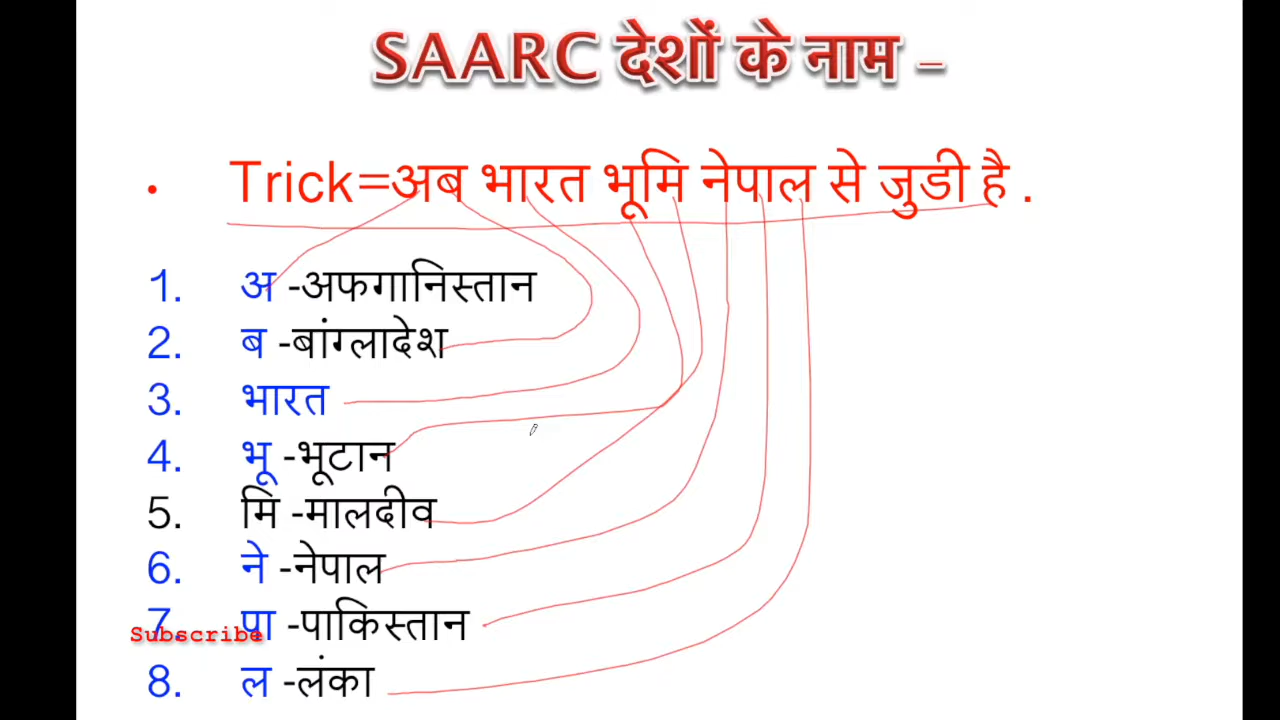 SAARC देशों के नाम –
• Trick=अब भारत भूमि नेपाल से जुडी है .
1. अ -अफगानिस्तान
2. ब -बांग्लादेश
3. भारत
4. भू -भूटान
5. मि -मालदीव
6. ने -नेपाल
7. पा -पाकिस्तान
Subscribe
8. ल -लंका